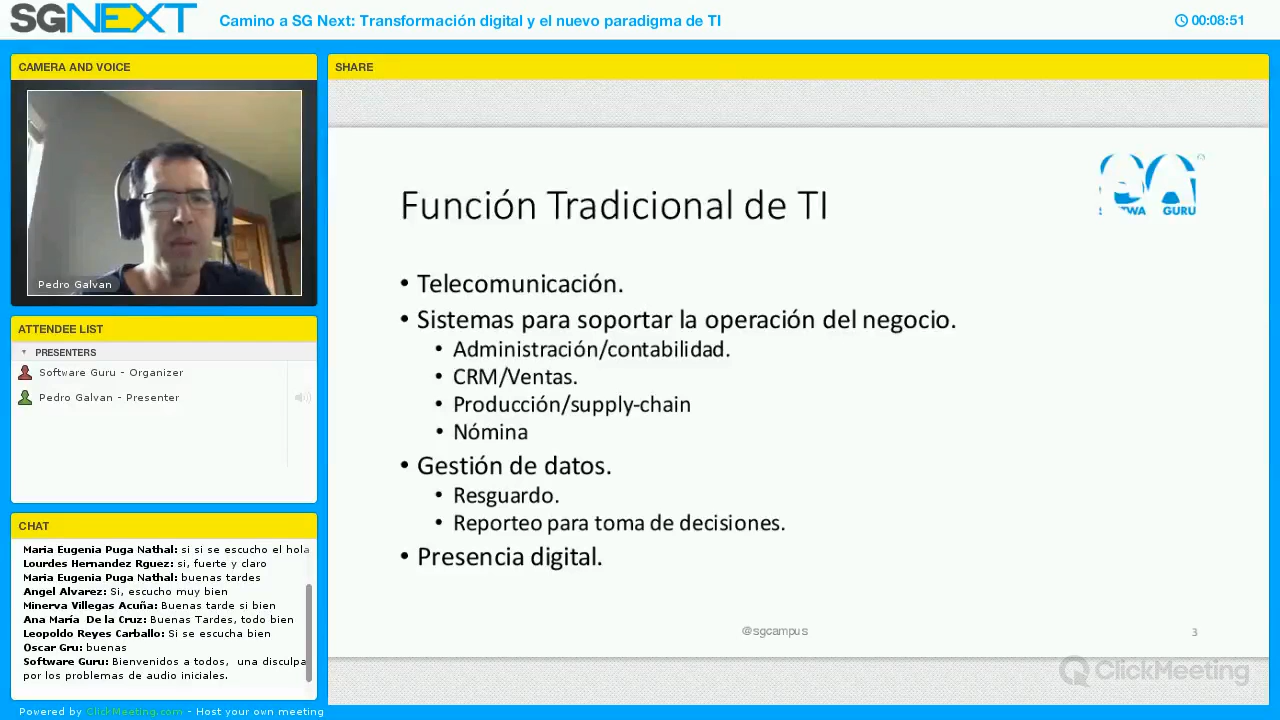 SGNEXT
Camino a SG Next: Transformación digital y el nuevo paradigma de TI
00:08:51
CAMERA AND VOICE
Pedro Galvan
ATTENDEE LIST
PRESENTERS
Software Guru - Organizer
Pedro Galvan - Presenter
CHAT
Maria Eugenia Puga Nathal: si si se escucho el hola
Lourdes Hernandez Rguez: si, fuerte y claro
Maria Eugenia Puga Nathal: buenas tardes
Angel Alvarez: Si, escucho muy bien
Minerva Villegas Acuña: Buenas tarde si bien
Ana María De la Cruz: Buenas Tardes, todo bien
Leopoldo Reyes Carballo: Si se escucha bien
Oscar Gru: buenas
Software Guru: Bienvenidos a todos, una disculpa
por los problemas de audio iniciales.
Powered by ClickMeeting.com - Host your own meeting
SHARE
Función Tradicional de TI
• Telecomunicación.
• Sistemas para soportar la operación del negocio.
• Administración/contabilidad.
• CRM/Ventas.
• Producción/supply-chain
• Nómina
• Gestión de datos.
• Resguardo.
• Reporteo para toma de decisiones.
• Presencia digital.
@sgcampus
3
GURU
ClickMeeting